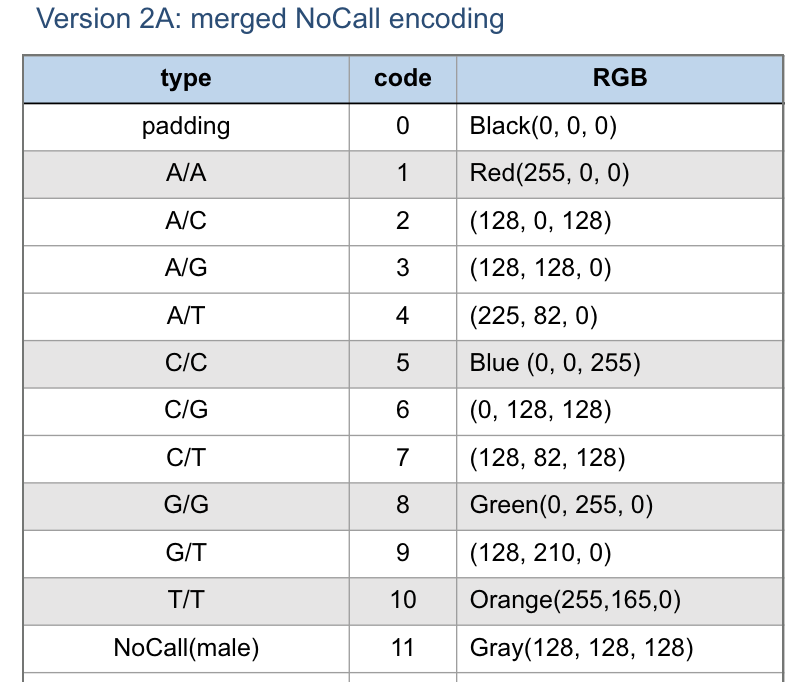 Version 2A: merged NoCall encoding
type code RGB
padding 0 Black(0, 0, 0)
A/A 1 Red(255, 0, 0)
A/C 2 (128, 0, 128)
A/G 3 (128, 128, 0)
A/T 4 (225, 82, 0)
C/C 5 Blue (0, 0, 255)
C/G 6 (0, 128, 128)
C/T 7 (128, 82, 128)
G/G 8 Green(0, 255, 0)
G/T 9 (128, 210, 0)
T/T 10 Orange(255,165,0)
NoCall(male) 11 Gray(128, 128, 128)